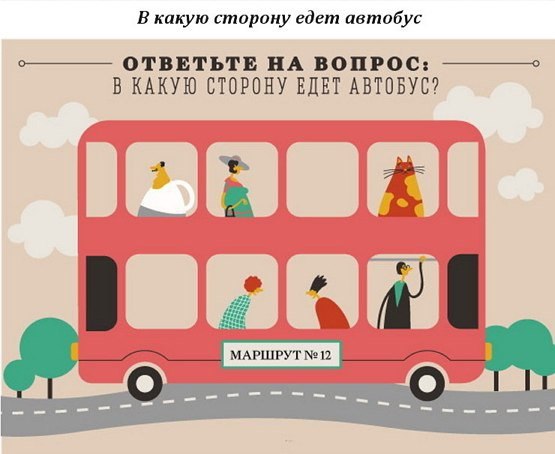 В какую сторону едет автобус
ОТВЕТЬТЕ НА ВОПРОС:
В КАКУЮ СТОРОНУ ЕДЕТ АВТОБУС?
МАРШРУТ № 12